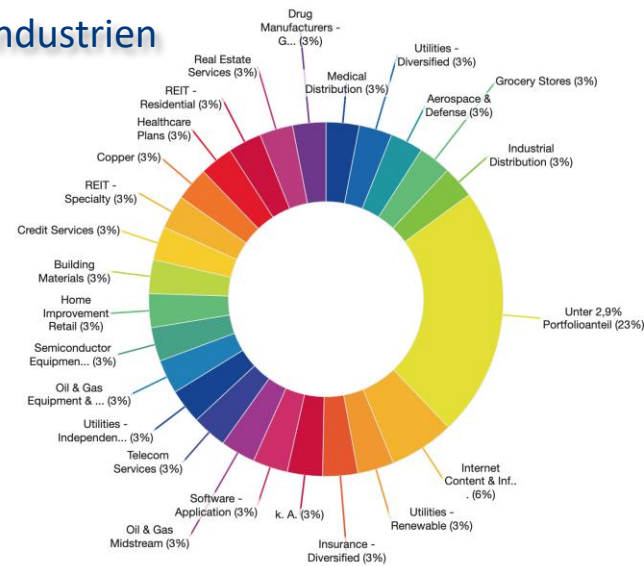 ndustrien
Drug
Manufacturers -
G... (3%)
Medical
Distribution (3%)
Utilities -
Diversified (3%)
Aerospace &
Defense (3%)
Grocery Stores (3%)
Industrial
Distribution (3%)
Unter 2,9%
Portfolioanteil (23%)
Internet
Content & Inf..
. (6%)
Utilities -
Renewable (3%)
Insurance -
Diversified (3%)
k. A. (3%)
Software -
Application (3%)
Oil & Gas
Midstream (3%)
Telecom
Services (3%)
Utilities -
Independen... (3%)
Oil & Gas
Equipment & ... (3%)
Semiconductor
Equipmen... (3%)
Home
Improvement
Retail (3%)
Building
Materials (3%)
Credit Services (3%)
REIT -
Specialty (3%)
Copper (3%)
Healthcare
Plans (3%)
REIT -
Residential (3%)
Real Estate
Services (3%)